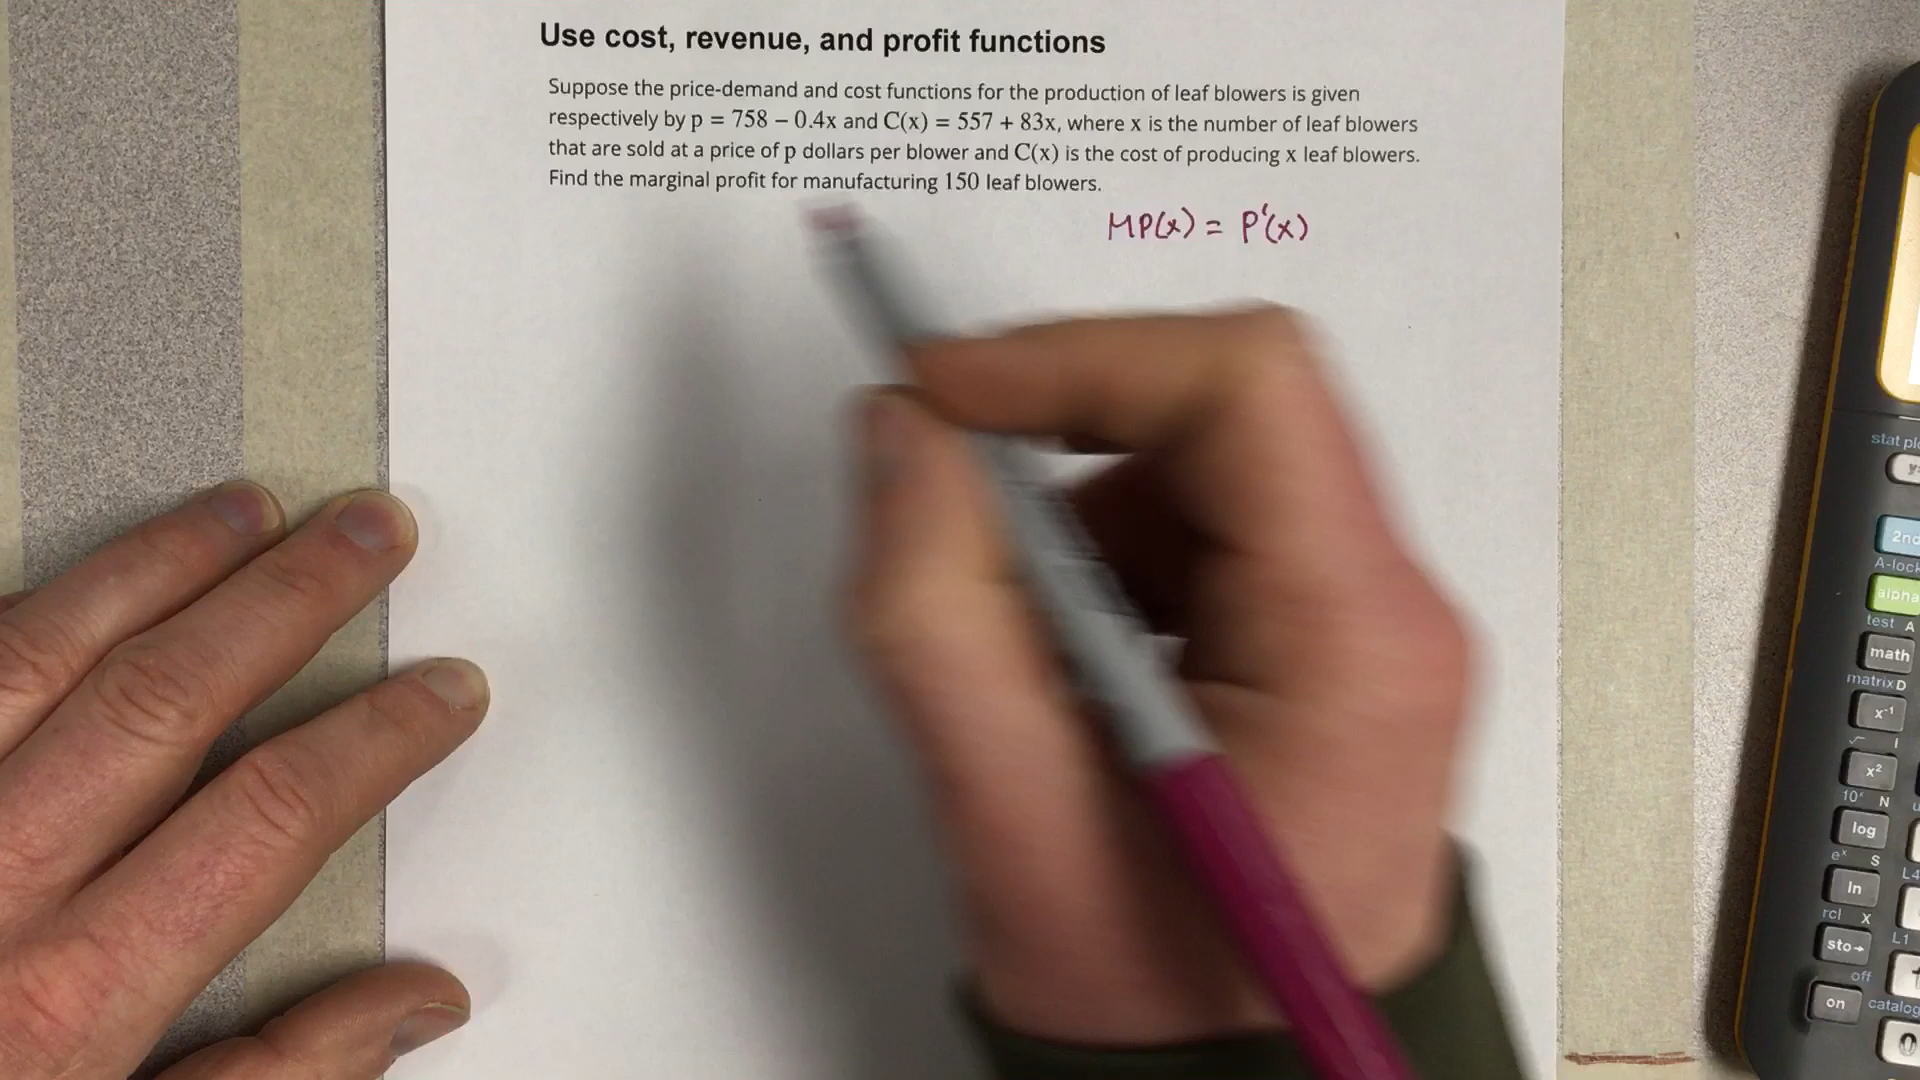 Use cost, revenue, and profit functions
Suppose the price-demand and cost functions for the production of leaf blowers is given
respectively by p = 758 − 0.4x and C(x) = 557 + 83x, where x is the number of leaf blowers
that are sold at a price of p dollars per blower and C(x) is the cost of producing x leaf blowers.
Find the marginal profit for manufacturing 150 leaf blowers.
MP(x) = P'(x)
stat
2nd
A-lock
alpha
test A
math
matrix D
x⁻¹
√ I
x²
10ˣ N
log
eˣ S
L4
ln
rcl X
L1
sto→
off
on
catalog
0